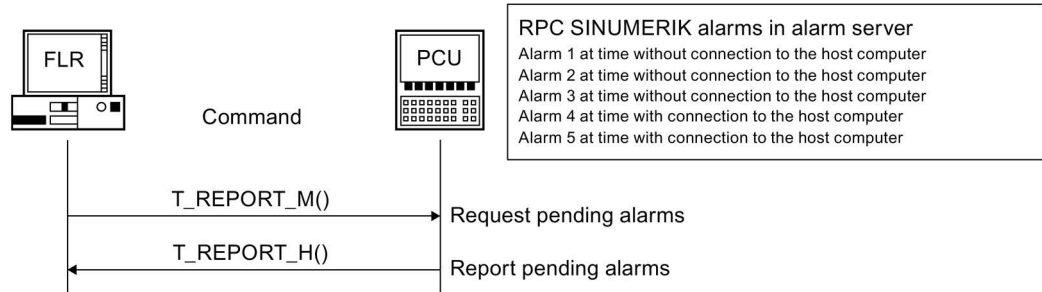 RPC SINUMERIK alarms in alarm server
Alarm 1 at time without connection to the host computer
Alarm 2 at time without connection to the host computer
Alarm 3 at time without connection to the host computer
Alarm 4 at time with connection to the host computer
Alarm 5 at time with connection to the host computer
FLR
PCU
Command
T_REPORT_M()
Request pending alarms
T_REPORT_H()
Report pending alarms